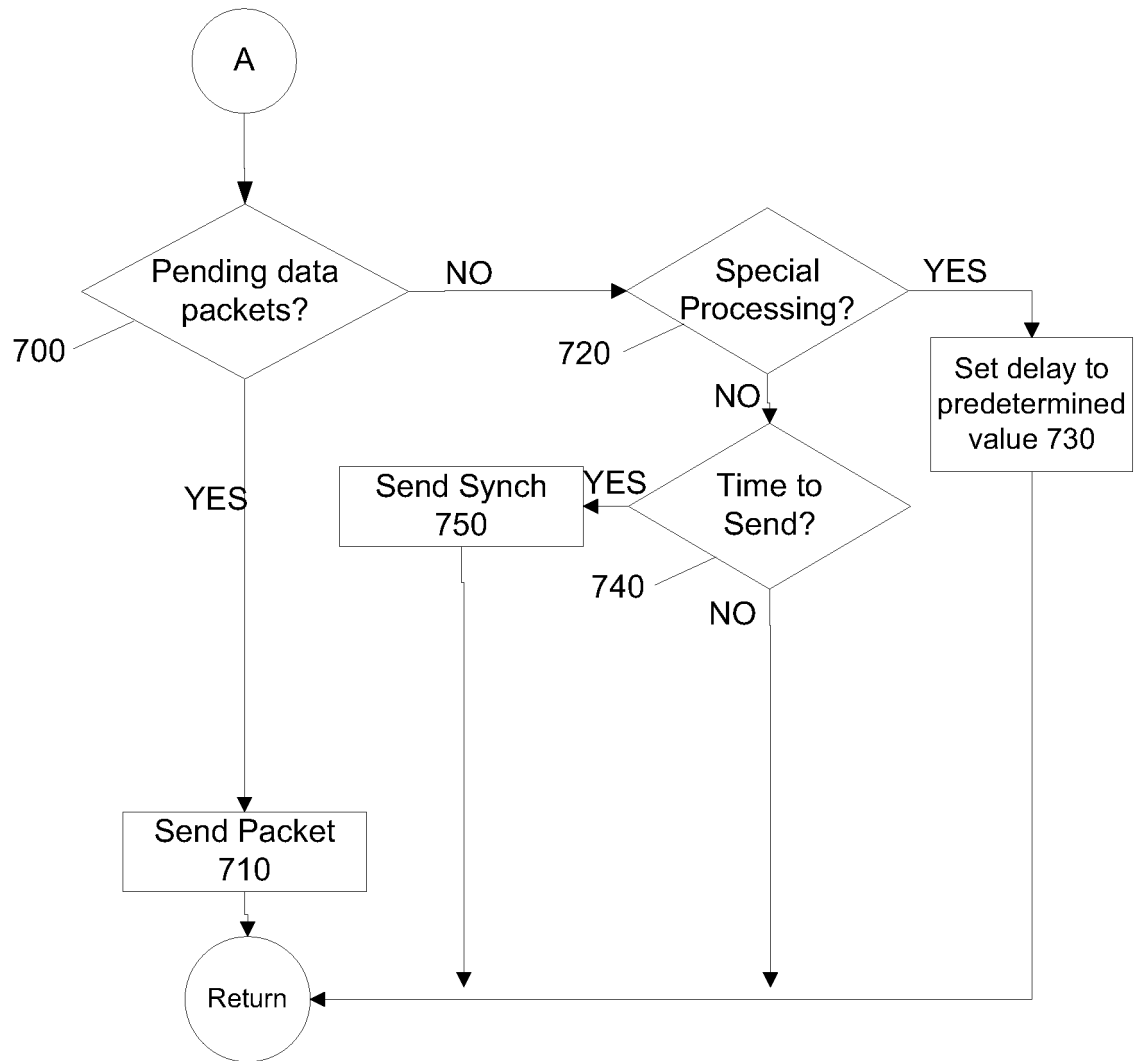 A
Pending data
packets?
700
NO
Special
Processing?
720
YES
Set delay to
predetermined
value 730
NO
Time to
Send?
740
YES
Send Synch
750
NO
YES
Send Packet
710
Return